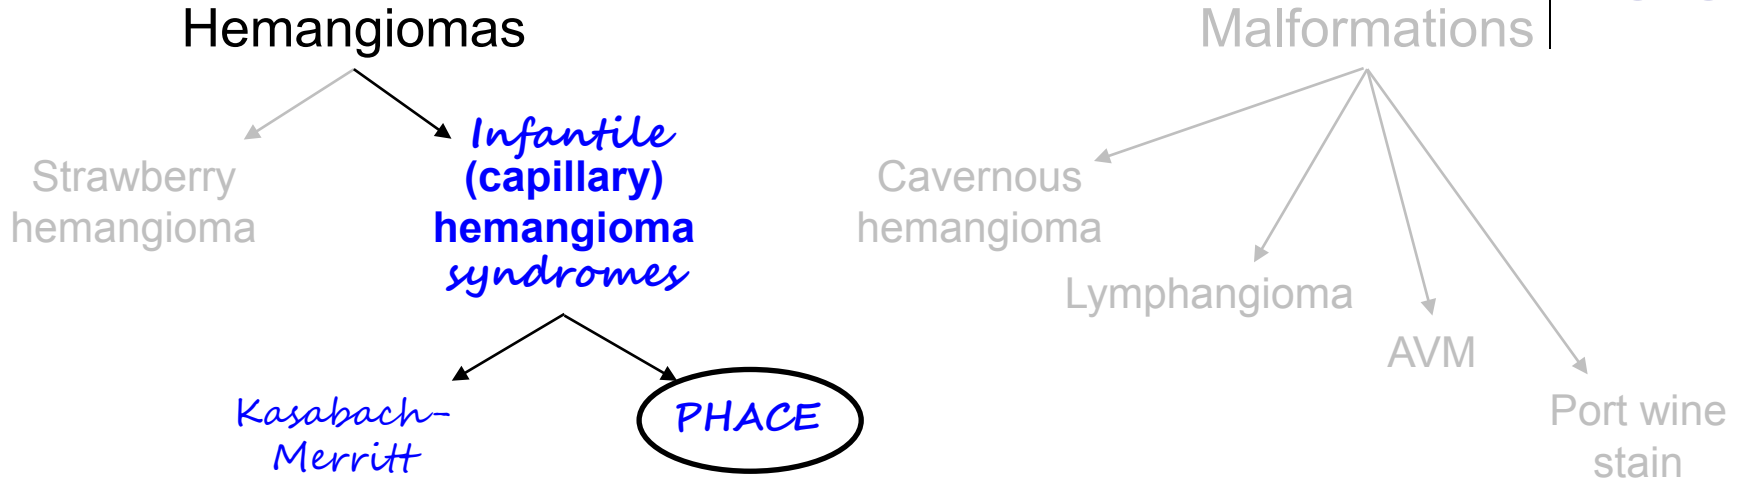 Hemangiomas
Malformations
Strawberry
hemangioma
Infantile
(capillary)
hemangioma
syndromes
Cavernous
hemangioma
Lymphangioma
AVM
Port wine
stain
Kasabach-
Merritt
PHACE